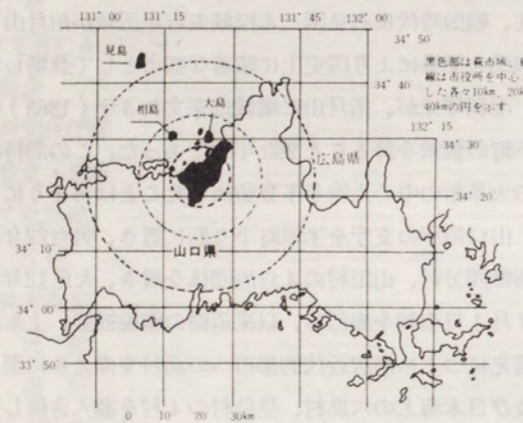 131° 00′ 131° 15′ 131° 45′ 132° 00′
34° 50′
見島
黒色部は萩市域、
線は市役所を中心
した各々10km、20k
40kmの円を示す
34° 40′
132° 15′
相島
大島
34° 30′
広島県
34° 20′
34° 10′
山口県
34° 00′
33° 50′
0 10 20 30km